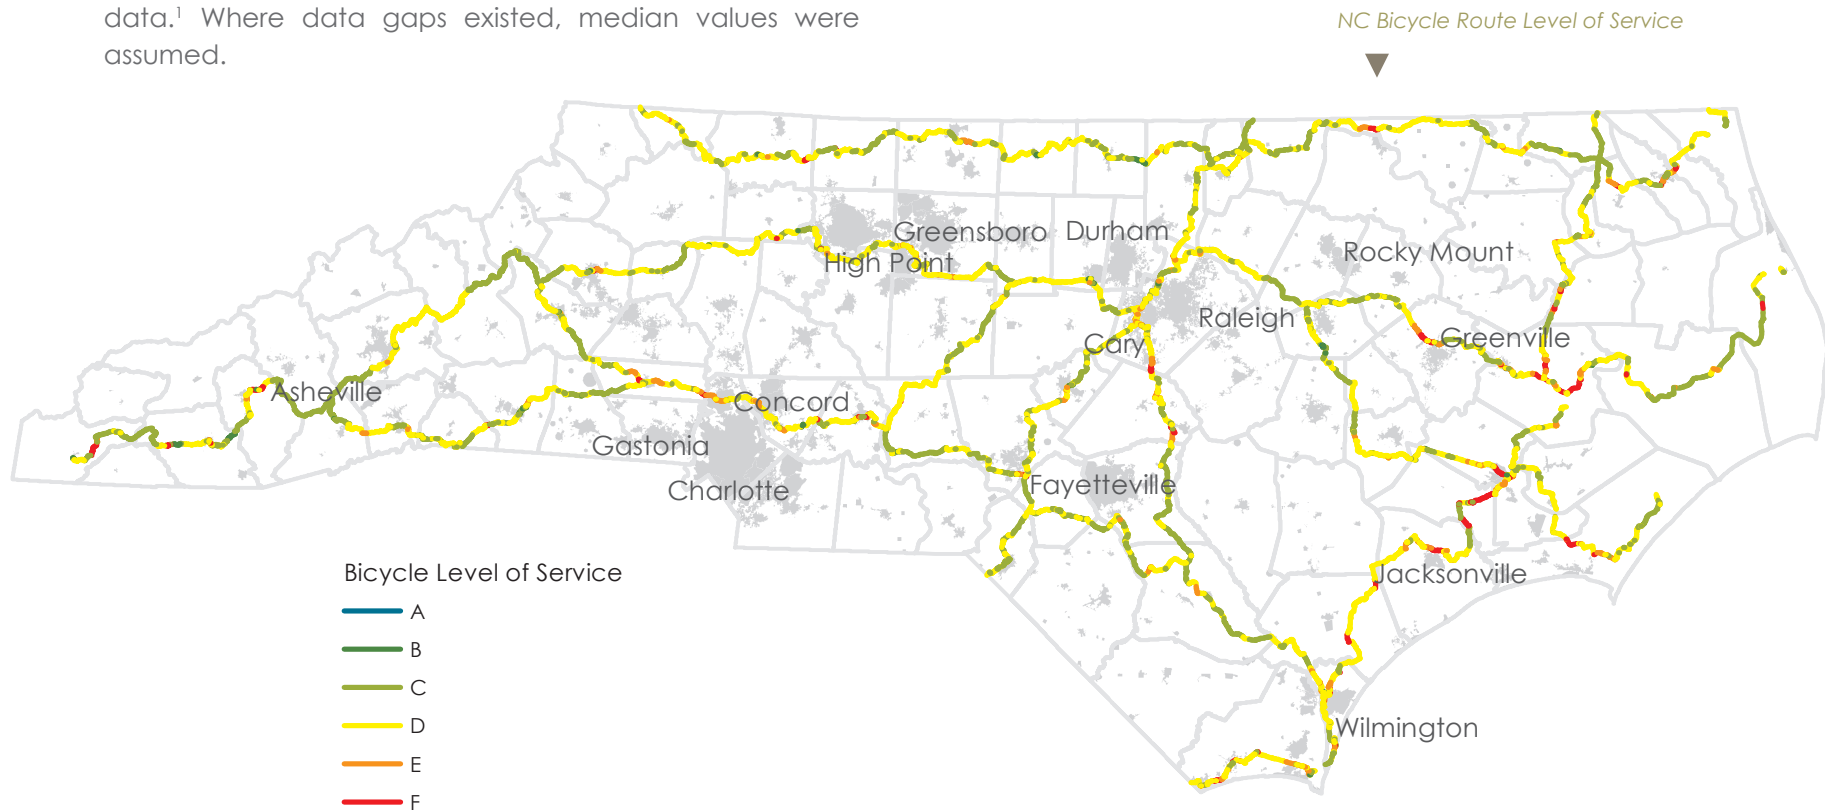 data.¹ Where data gaps existed, median values were
assumed.
NC Bicycle Route Level of Service
Greensboro
Durham
High Point
Rocky Mount
Raleigh
Greenville
Cary
Asheville
Concord
Gastonia
Charlotte
Fayetteville
Jacksonville
Wilmington
Bicycle Level of Service
A
B
C
D
E
F